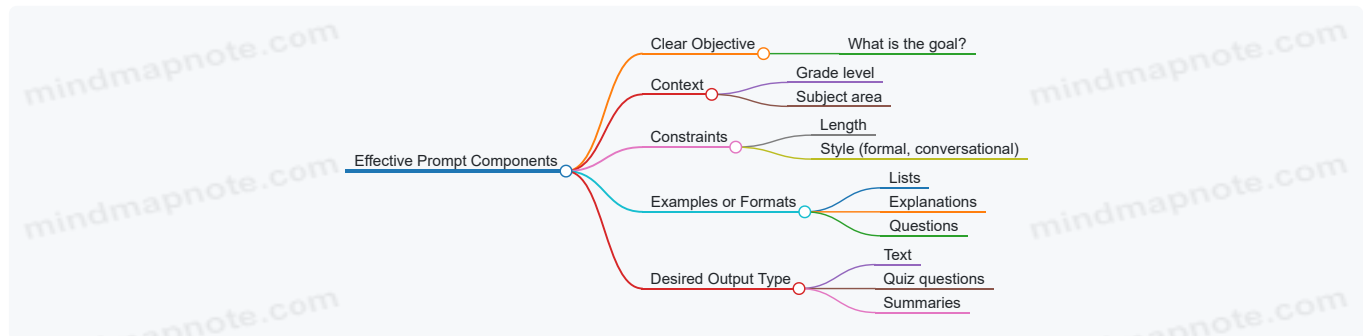 mindmapnote.com
mindmapnote.com
Clear Objective
What is the goal?
Context
Grade level
Subject area
Constraints
Length
Style (formal, conversational)
Effective Prompt Components
mindmapnote.com
mindmapnote.com
Examples or Formats
Lists
Explanations
Questions
Desired Output Type
Text
Quiz questions
Summaries
mindmapnote.com
mindmapnote.com